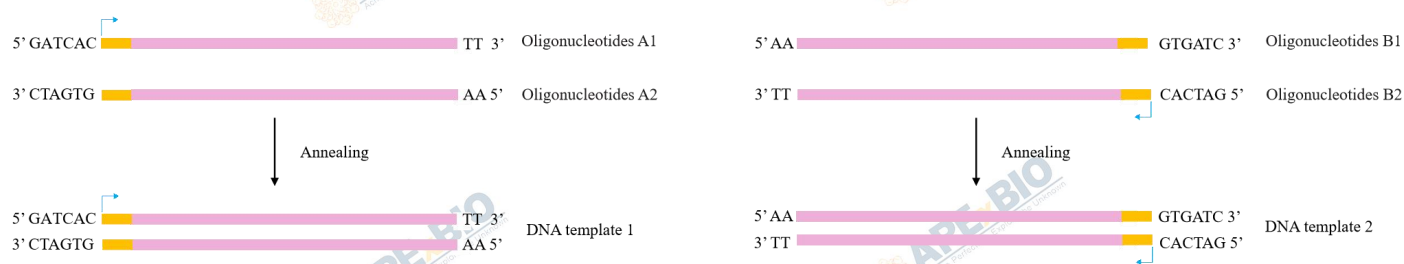 5’ GATCAC TT 3’ Oligonucleotides A1
3’ CTAGTG AA 5’ Oligonucleotides A2
Annealing
5’ GATCAC TT 3’
3’ CTAGTG AA 5’
DNA template 1
5’ AA GTGATC 3’ Oligonucleotides B1
3’ TT CACTAG 5’ Oligonucleotides B2
Annealing
5’ AA GTGATC 3’
3’ TT CACTAG 5’
DNA template 2
APExBIO
APExBIO